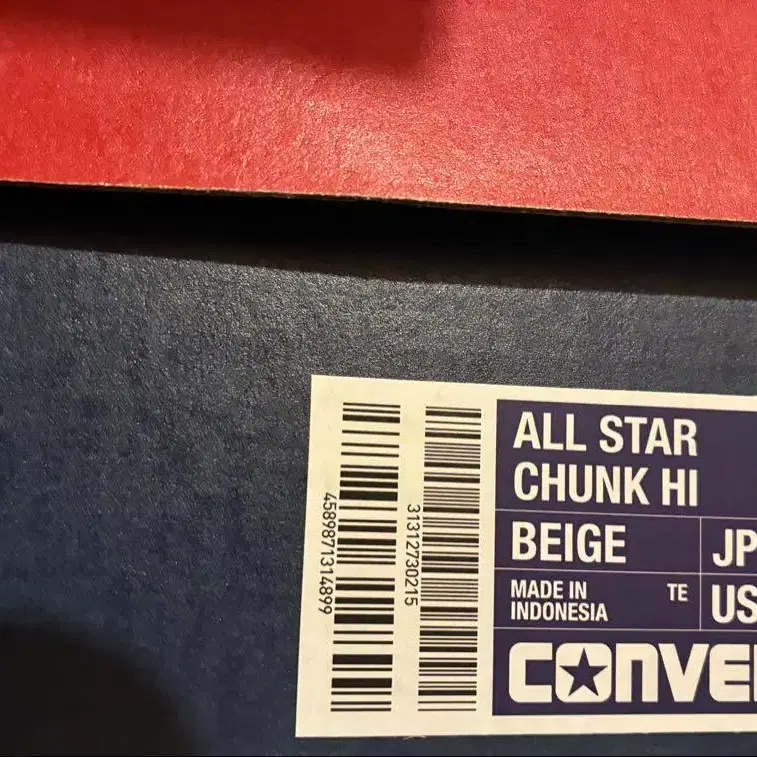 ALL STAR
CHUNK HI
BEIGE
JP
MADE IN
INDONESIA
TE
US
CONVE
4589871314899
31312730215